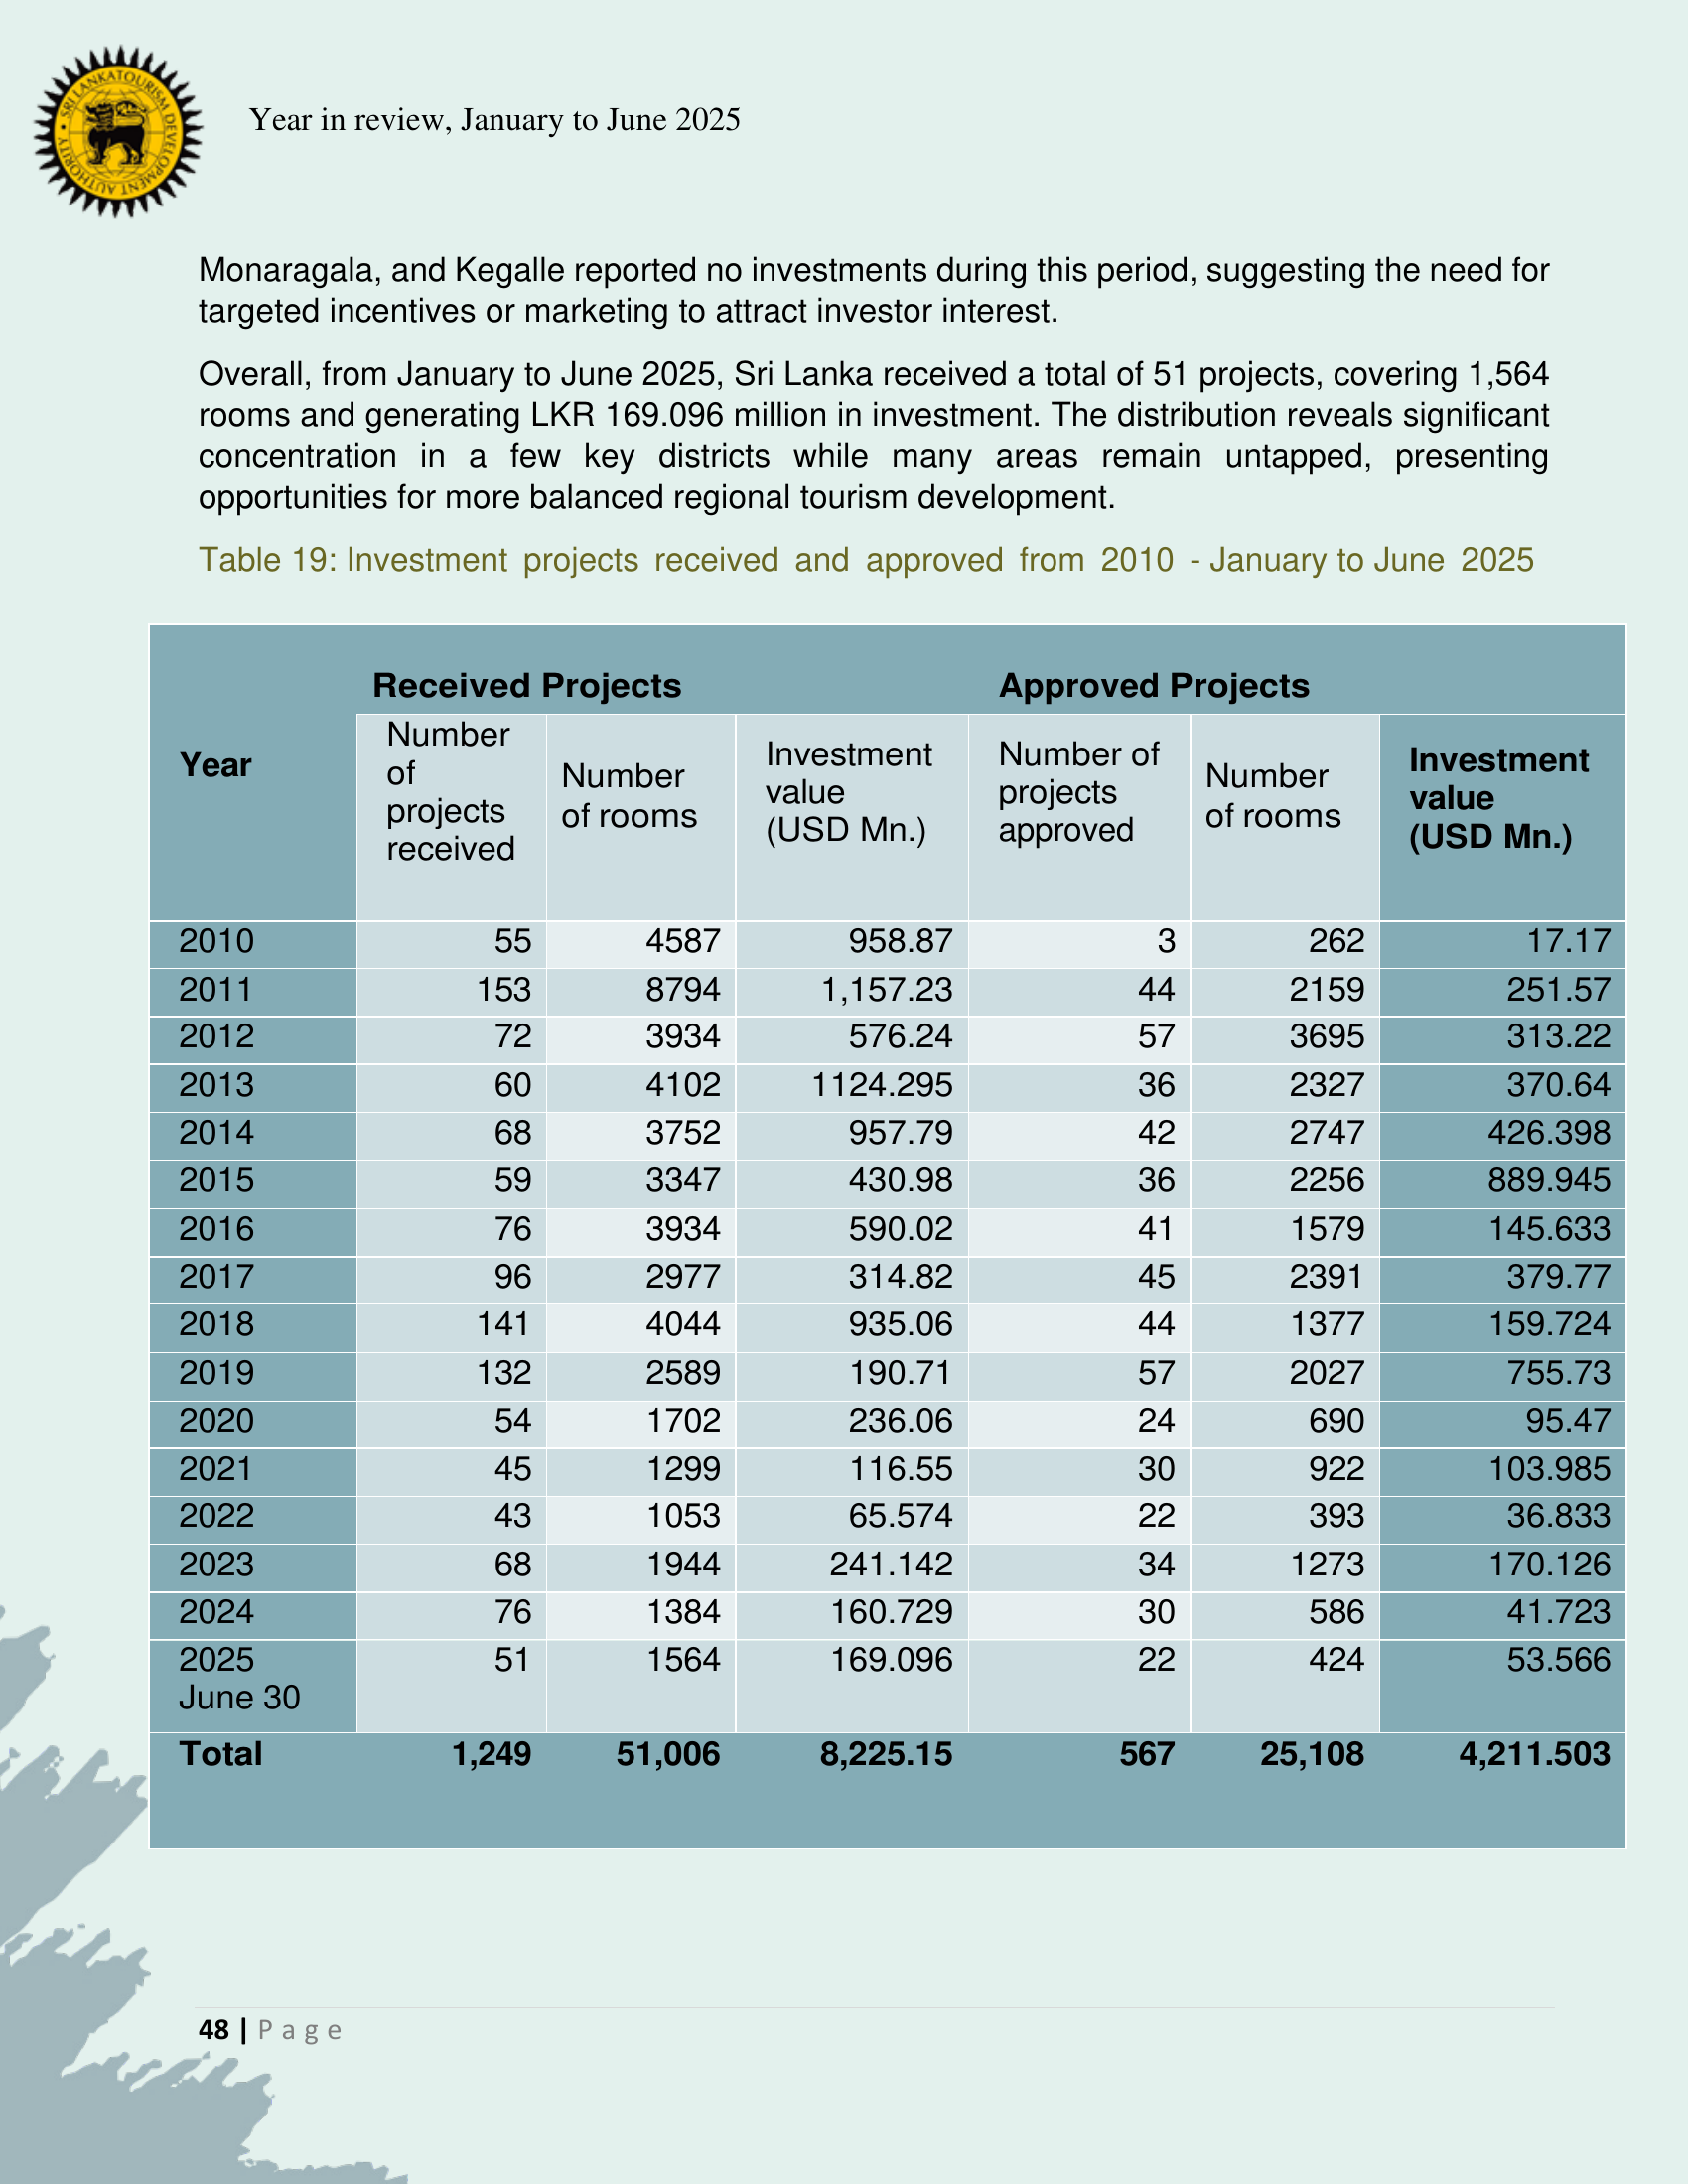 SRI LANKA TOURISM DEVELOPMENT AUTHORITY
Year in review, January to June 2025
Monaragala, and Kegalle reported no investments during this period, suggesting the need for
targeted incentives or marketing to attract investor interest.
Overall, from January to June 2025, Sri Lanka received a total of 51 projects, covering 1,564
rooms and generating LKR 169.096 million in investment. The distribution reveals significant
concentration in a few key districts while many areas remain untapped, presenting
opportunities for more balanced regional tourism development.
Table 19: Investment projects received and approved from 2010 - January to June 2025
Year
Received Projects Approved Projects
Number
of
projects
received
Number
of rooms
Investment
value
(USD Mn.)
Number of
projects
approved
Number
of rooms
Investment
value
(USD Mn.)
2010 55 4587 958.87 3 262 17.17
2011 153 8794 1,157.23 44 2159 251.57
2012 72 3934 576.24 57 3695 313.22
2013 60 4102 1124.295 36 2327 370.64
2014 68 3752 957.79 42 2747 426.398
2015 59 3347 430.98 36 2256 889.945
2016 76 3934 590.02 41 1579 145.633
2017 96 2977 314.82 45 2391 379.77
2018 141 4044 935.06 44 1377 159.724
2019 132 2589 190.71 57 2027 755.73
2020 54 1702 236.06 24 690 95.47
2021 45 1299 116.55 30 922 103.985
2022 43 1053 65.574 22 393 36.833
2023 68 1944 241.142 34 1273 170.126
2024 76 1384 160.729 30 586 41.723
2025 51 1564 169.096 22 424 53.566
June 30
Total 1,249 51,006 8,225.15 567 25,108 4,211.503
48 | Page